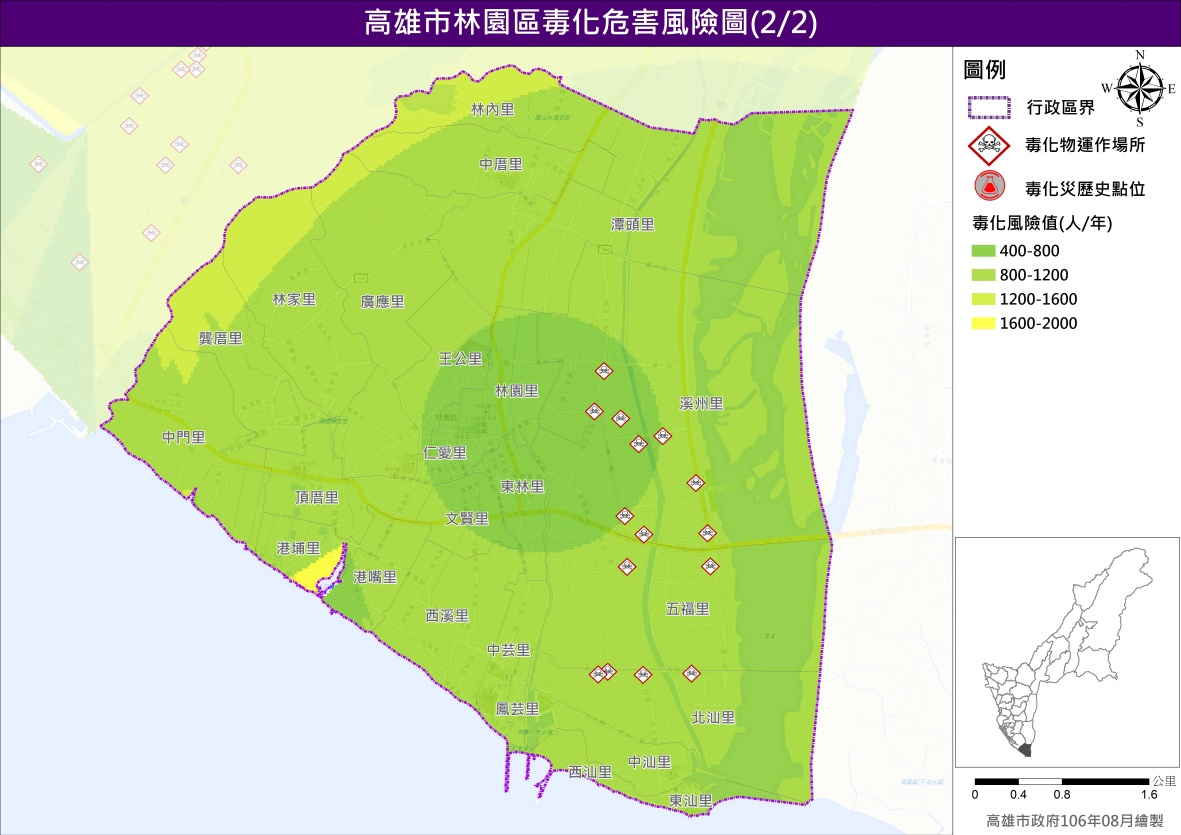 高雄市林園區毒化危害風險圖(2/2)
圖例
N
W
E
S
行政區界
毒化物運作場所
毒化災歷史點位
毒化風險值(人/年)
400-800
800-1200
1200-1600
1600-2000
林內里
中厝里
潭頭里
林家里
廣應里
龔厝里
王公里
林園里
溪州里
中門里
仁愛里
東林里
頂厝里
文賢里
港埔里
港嘴里
西溪里
五福里
中芸里
鳳芸里
北汕里
中汕里
西汕里
東汕里
公里
0 0.4 0.8 1.6
高雄市政府106年08月繪製